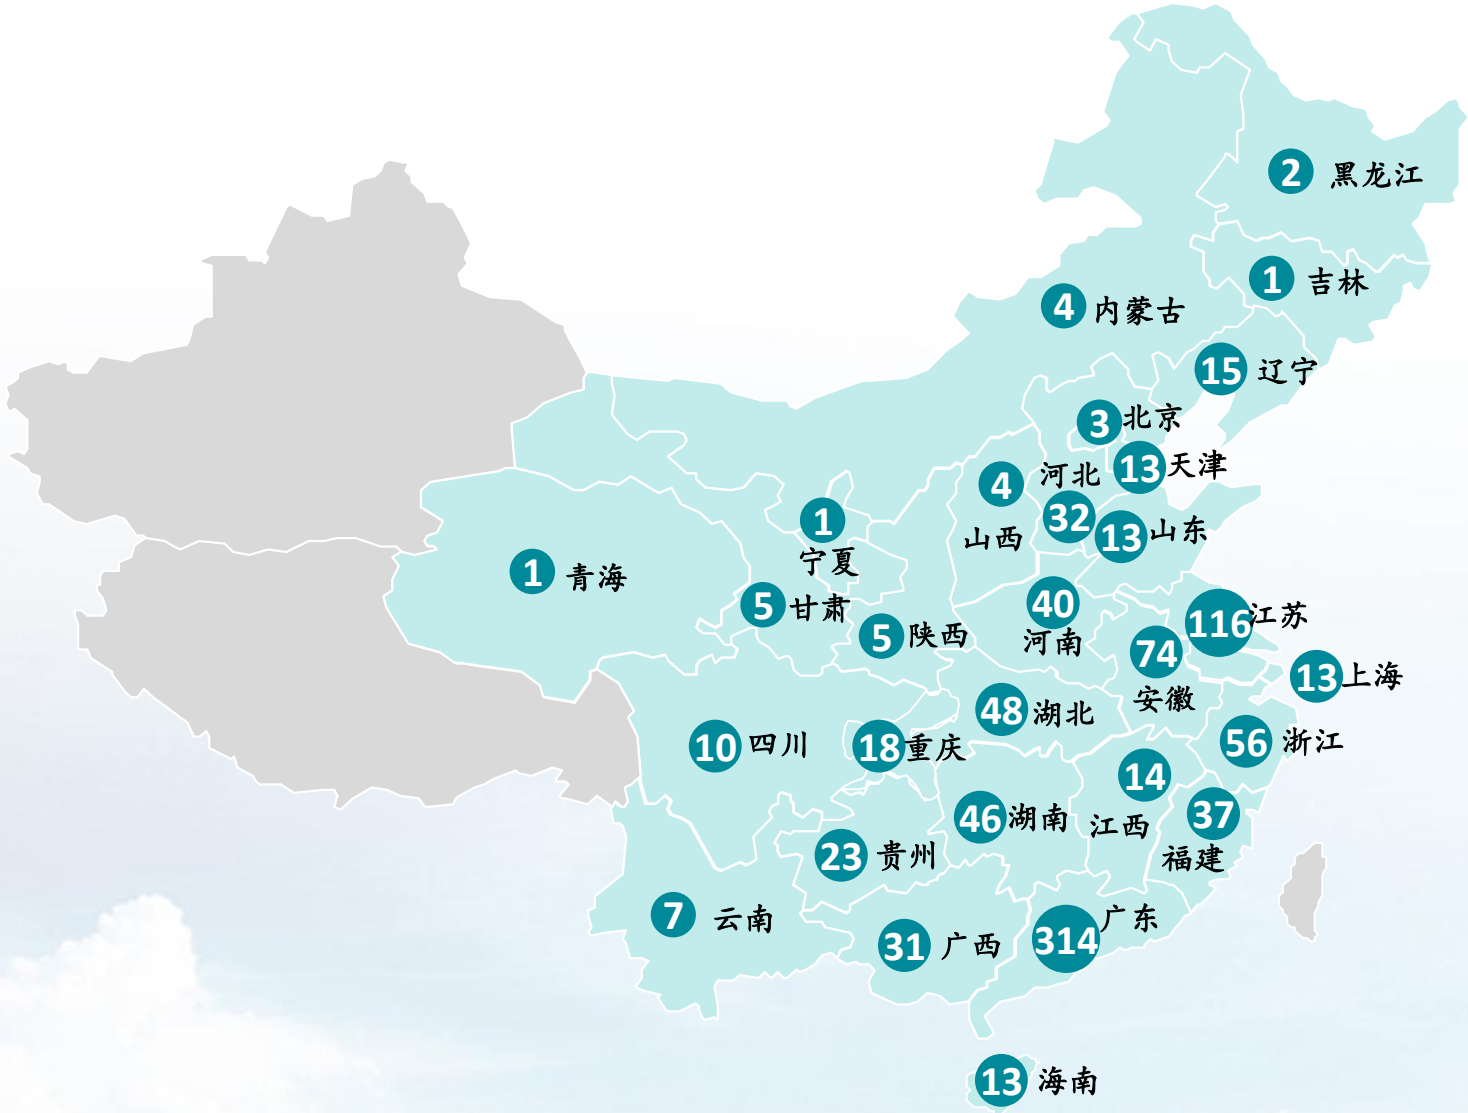 2 黑龙江
1 吉林
4 内蒙古
15 辽宁
3 北京
13 天津
河北
32
4
山西
13 山东
1
宁夏
1 青海
5 甘肃
5 陕西
40
河南
116 江苏
74
安徽
13 上海
48 湖北
10 四川
18 重庆
56 浙江
14
江西
46 湖南
37
福建
23 贵州
7 云南
31 广西
314 广东
13 海南